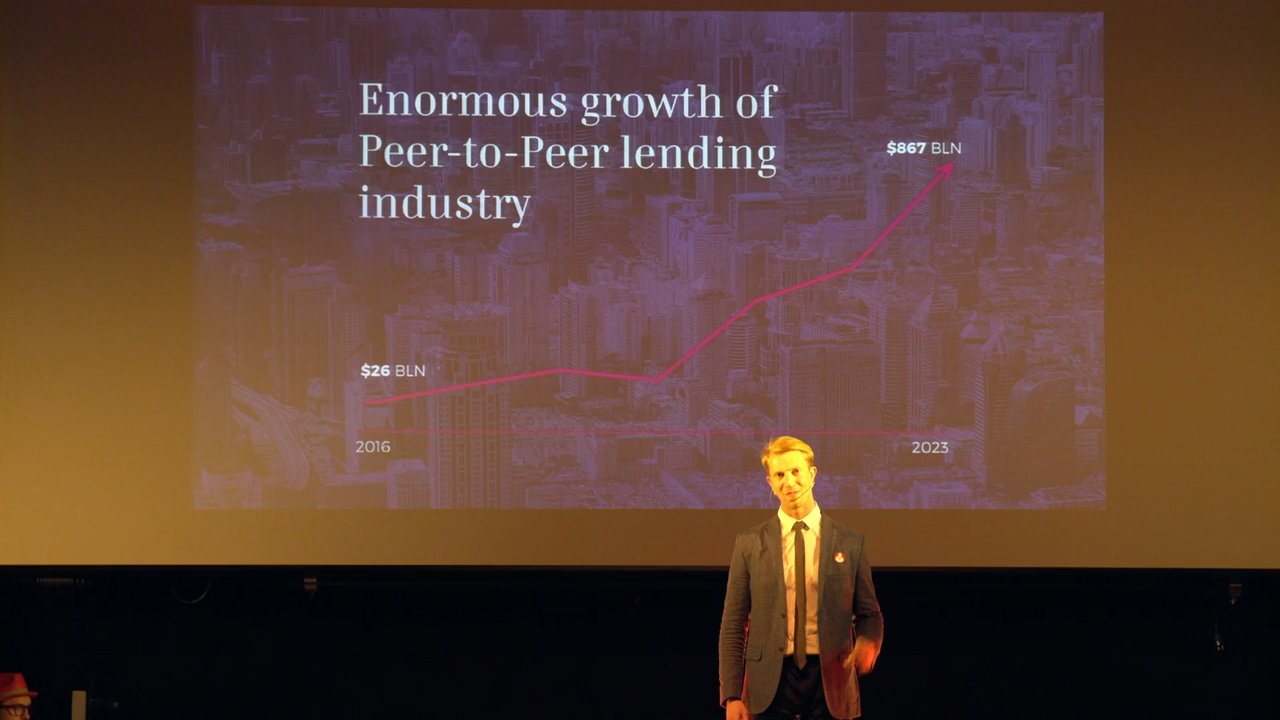 Enormous growth of
Peer-to-Peer lending
industry
$867 BLN
$26 BLN
2016
2023